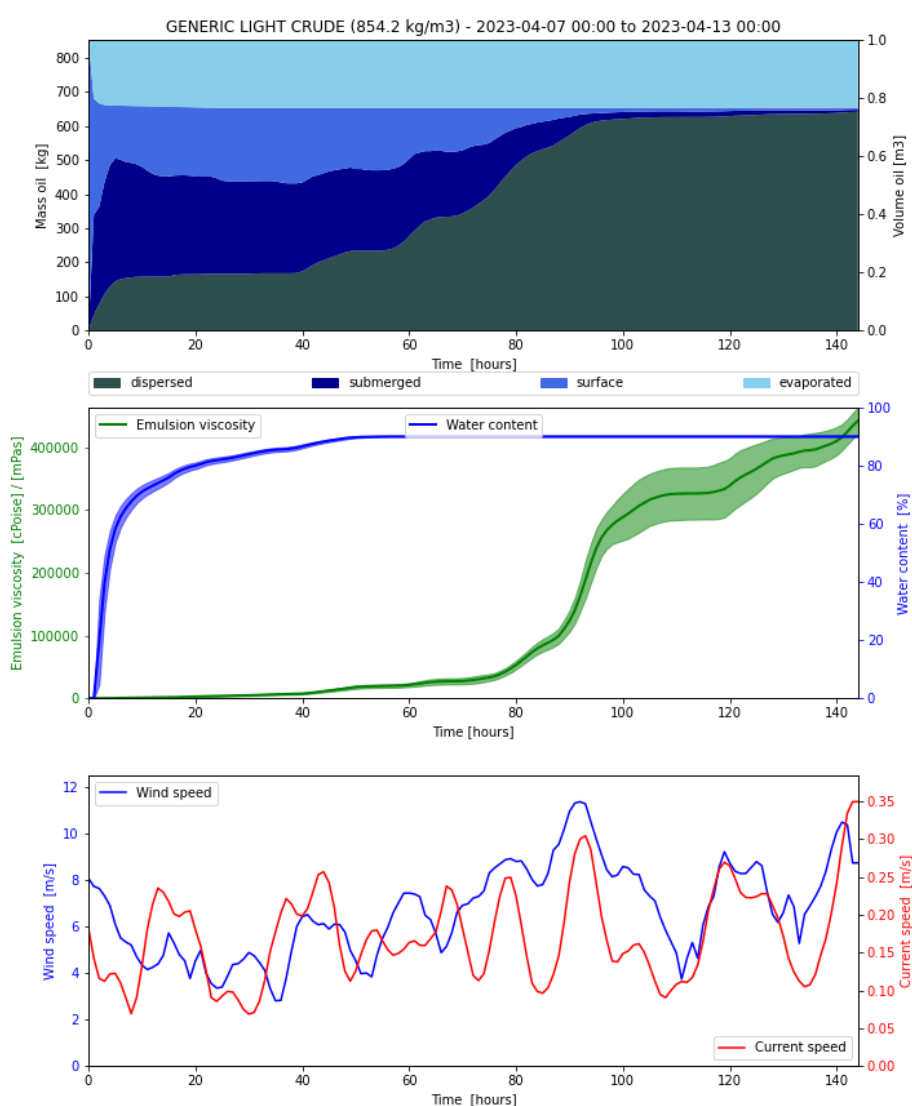 GENERIC LIGHT CRUDE (854.2 kg/m3) - 2023-04-07 00:00 to 2023-04-13 00:00
Mass oil [kg]
800
700
600
500
400
300
200
100
0
1.0
0.8
0.6
0.4
0.2
0.0
Volume oil [m3]
0 20 40 60 80 100 120 140
Time [hours]
dispersed submerged surface evaporated
Emulsion viscosity [cPoise] / [mPas]
400000
300000
200000
100000
0
Emulsion viscosity
Water content
100
80
60
40
20
0
Water content [%]
0 20 40 60 80 100 120 140
Time [hours]
Wind speed [m/s]
12
10
8
6
4
2
0
Wind speed
Current speed
0.35
0.30
0.25
0.20
0.15
0.10
0.05
0.00
Current speed [m/s]
0 20 40 60 80 100 120 140
Time [hours]